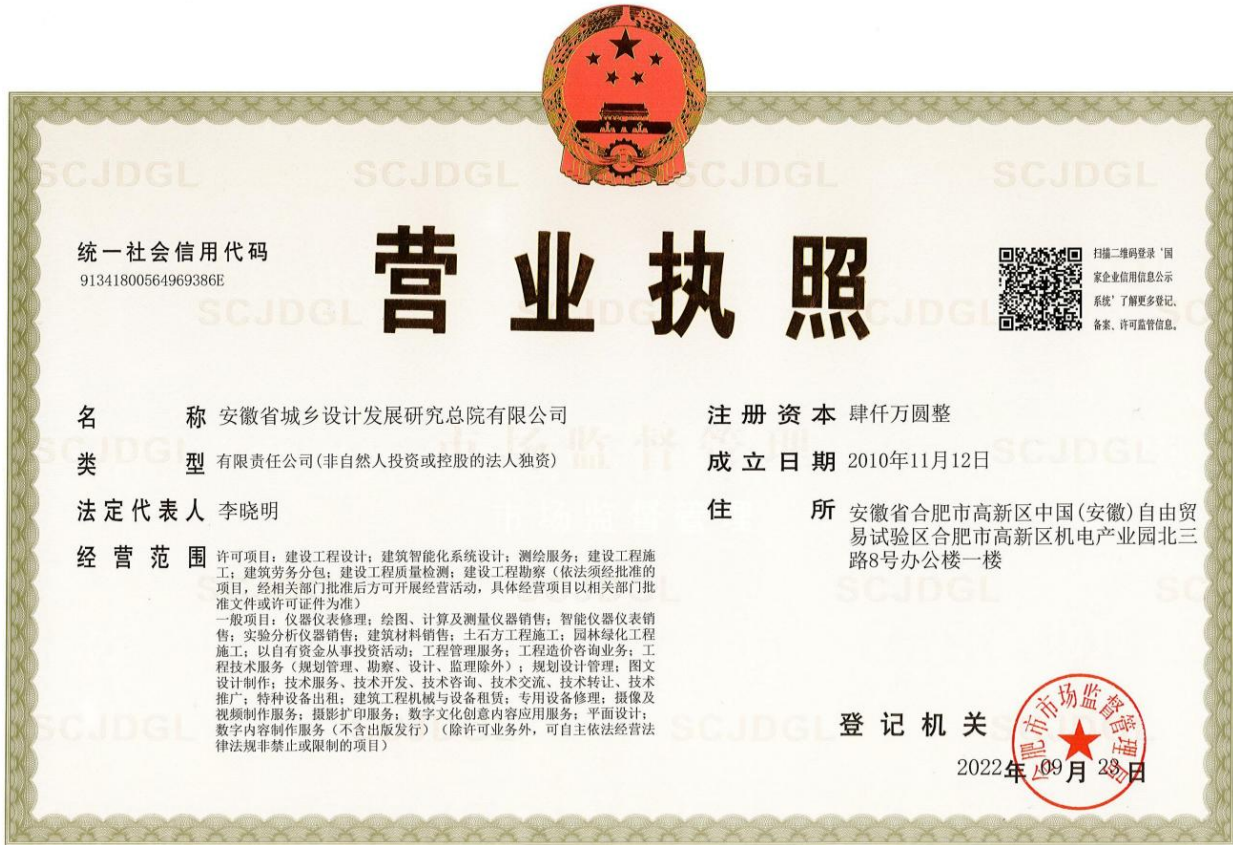 营业执照
统一社会信用代码
91341800564969386E
扫描二维码登录‘国
家企业信用信息公示
系统’了解更多登记、
备案、许可监管信息。
名称 安徽省城乡设计发展研究总院有限公司
类型 有限责任公司(非自然人投资或控股的法人独资)
法定代表人 李晓明
经营范围 许可项目：建设工程设计；建筑智能化系统设计；测绘服务；建设工程施
工；建筑劳务分包；建设工程质量检测；建设工程勘察（依法须经批准的
项目，经相关部门批准后方可开展经营活动，具体经营项目以相关部门批
准文件或许可证件为准）
一般项目：仪器仪表修理；绘图、计算及测量仪器销售；智能仪器仪表销
售；实验分析仪器销售；建筑材料销售；土石方工程施工；园林绿化工程
施工；以自有资金从事投资活动；工程管理服务；工程造价咨询业务；工
程技术服务（规划管理、勘察、设计、监理除外）；规划设计管理；图文
设计制作；技术服务、技术开发、技术咨询、技术交流、技术转让、技术
推广；特种设备出租；建筑工程机械与设备租赁；专用设备修理；摄像及
视频制作服务；摄影扩印服务；数字文化创意内容应用服务；平面设计；
数字内容制作服务（不含出版发行）（除许可业务外，可自主依法经营法
律法规非禁止或限制的项目）
注册资本 肆仟万圆整
成立日期 2010年11月12日
住所 安徽省合肥市高新区中国(安徽)自由贸
易试验区合肥市高新区机电产业园北三
路8号办公楼一楼
登记机关
合肥市市场监督管理局
2022年09月23日
SCJDGL
市场监督管理